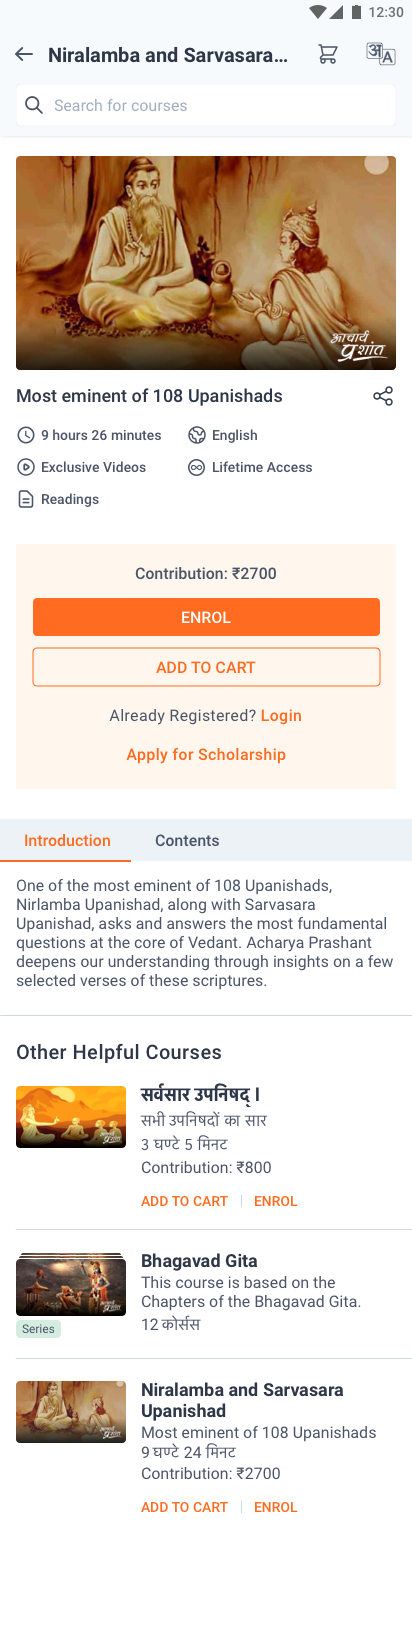 12:30
Niralamba and Sarvasara...
अ A
Search for courses
आचार्य
प्रशांत
Most eminent of 108 Upanishads
9 hours 26 minutes
English
Exclusive Videos
Lifetime Access
Readings
Contribution: ₹2700
ENROL
ADD TO CART
Already Registered? Login
Apply for Scholarship
Introduction
Contents
One of the most eminent of 108 Upanishads,
Nirlamba Upanishad, along with Sarvasara
Upanishad, asks and answers the most fundamental
questions at the core of Vedant. Acharya Prashant
deepens our understanding through insights on a few
selected verses of these scriptures.
Other Helpful Courses
सर्वसार उपनिषद् ।
सभी उपनिषदों का सार
3 घण्टे 5 मिनट
Contribution: ₹800
ADD TO CART | ENROL
आचार्य
प्रशांत
Bhagavad Gita
This course is based on the
Chapters of the Bhagavad Gita.
12 कोर्सस
आचार्य
प्रशांत
Series
Niralamba and Sarvasara
Upanishad
Most eminent of 108 Upanishads
9 घण्टे 24 मिनट
Contribution: ₹2700
ADD TO CART | ENROL
आचार्य
प्रशांत